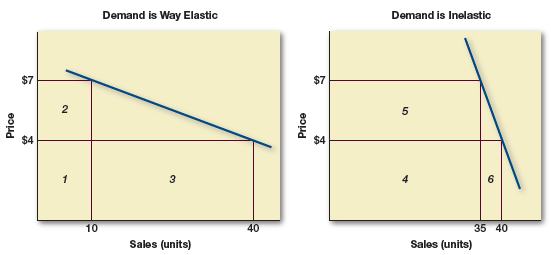 Demand is Way Elastic
Price
$7
$4
2
1
3
10
40
Sales (units)
Demand is Inelastic
Price
$7
$4
5
4
6
35
40
Sales (units)